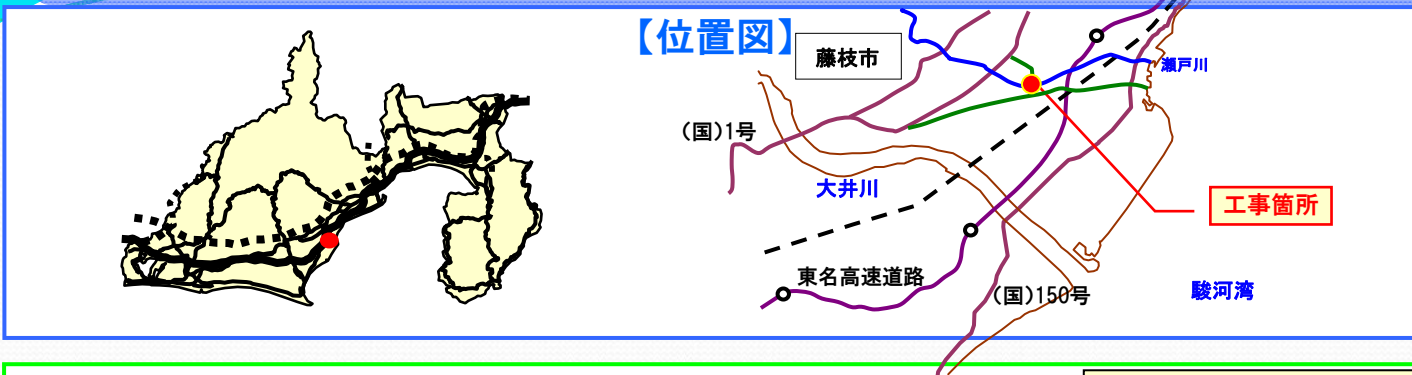 【位置図】
藤枝市
瀬戸川
(国)1号
大井川
工事箇所
東名高速道路
(国)150号
駿河湾